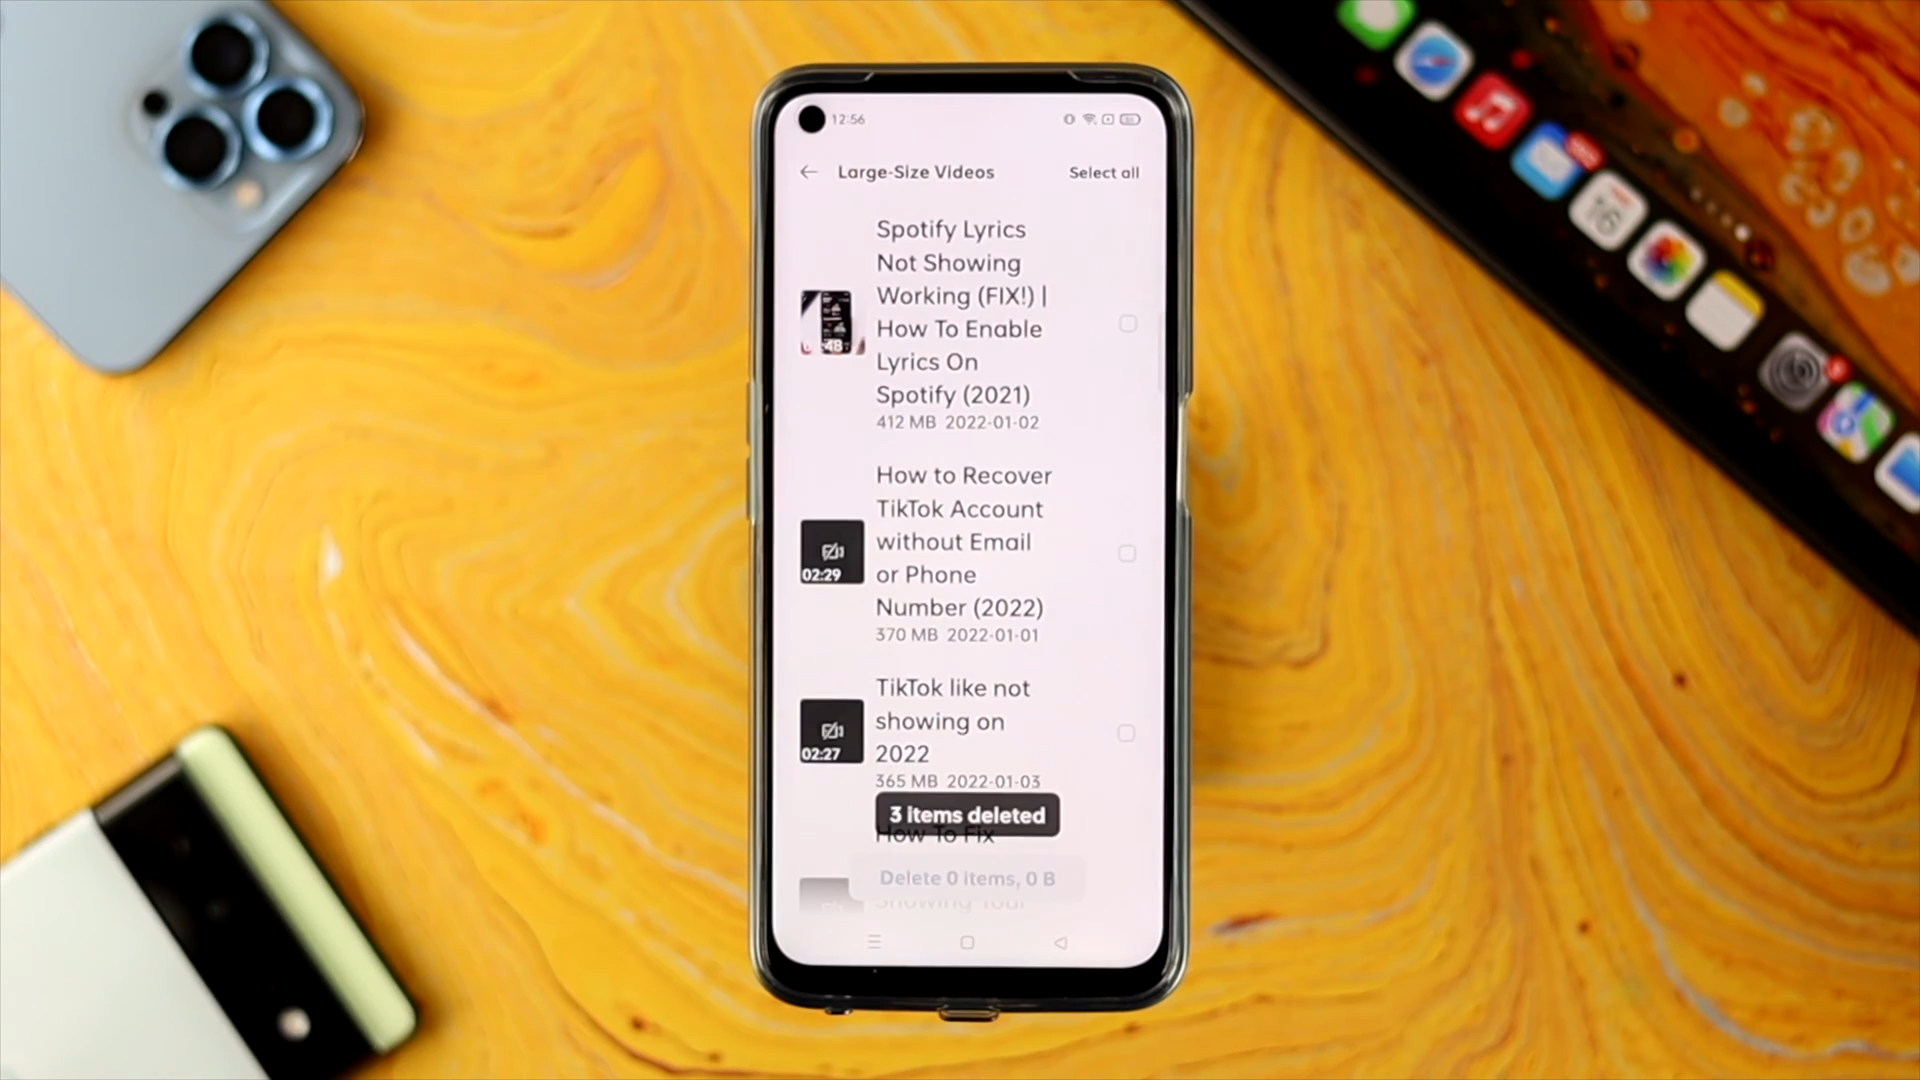 12:56
Large-Size Videos
Select all
Spotify Lyrics
Not Showing
Working (FIX!) |
How To Enable
Lyrics On
Spotify (2021)
412 MB 2022-01-02
How to Recover
TikTok Account
without Email
or Phone
Number (2022)
02:29
370 MB 2022-01-01
TikTok like not
showing on
2022
02:27
365 MB 2022-01-03
3 items deleted
How To Fix
Delete 0 items, 0 B
Showing Your
16